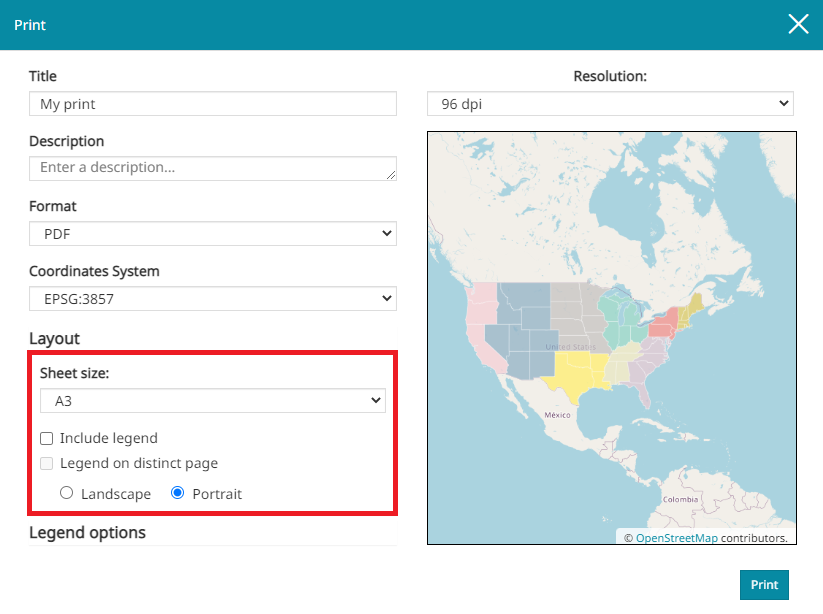 Print
Title
My print
Description
Enter a description...
Format
PDF
Coordinates System
EPSG:3857
Layout
Sheet size:
A3
Include legend
Legend on distinct page
Landscape Portrait
Legend options
Resolution:
96 dpi
United States
México
Colombia
© OpenStreetMap contributors.
Print